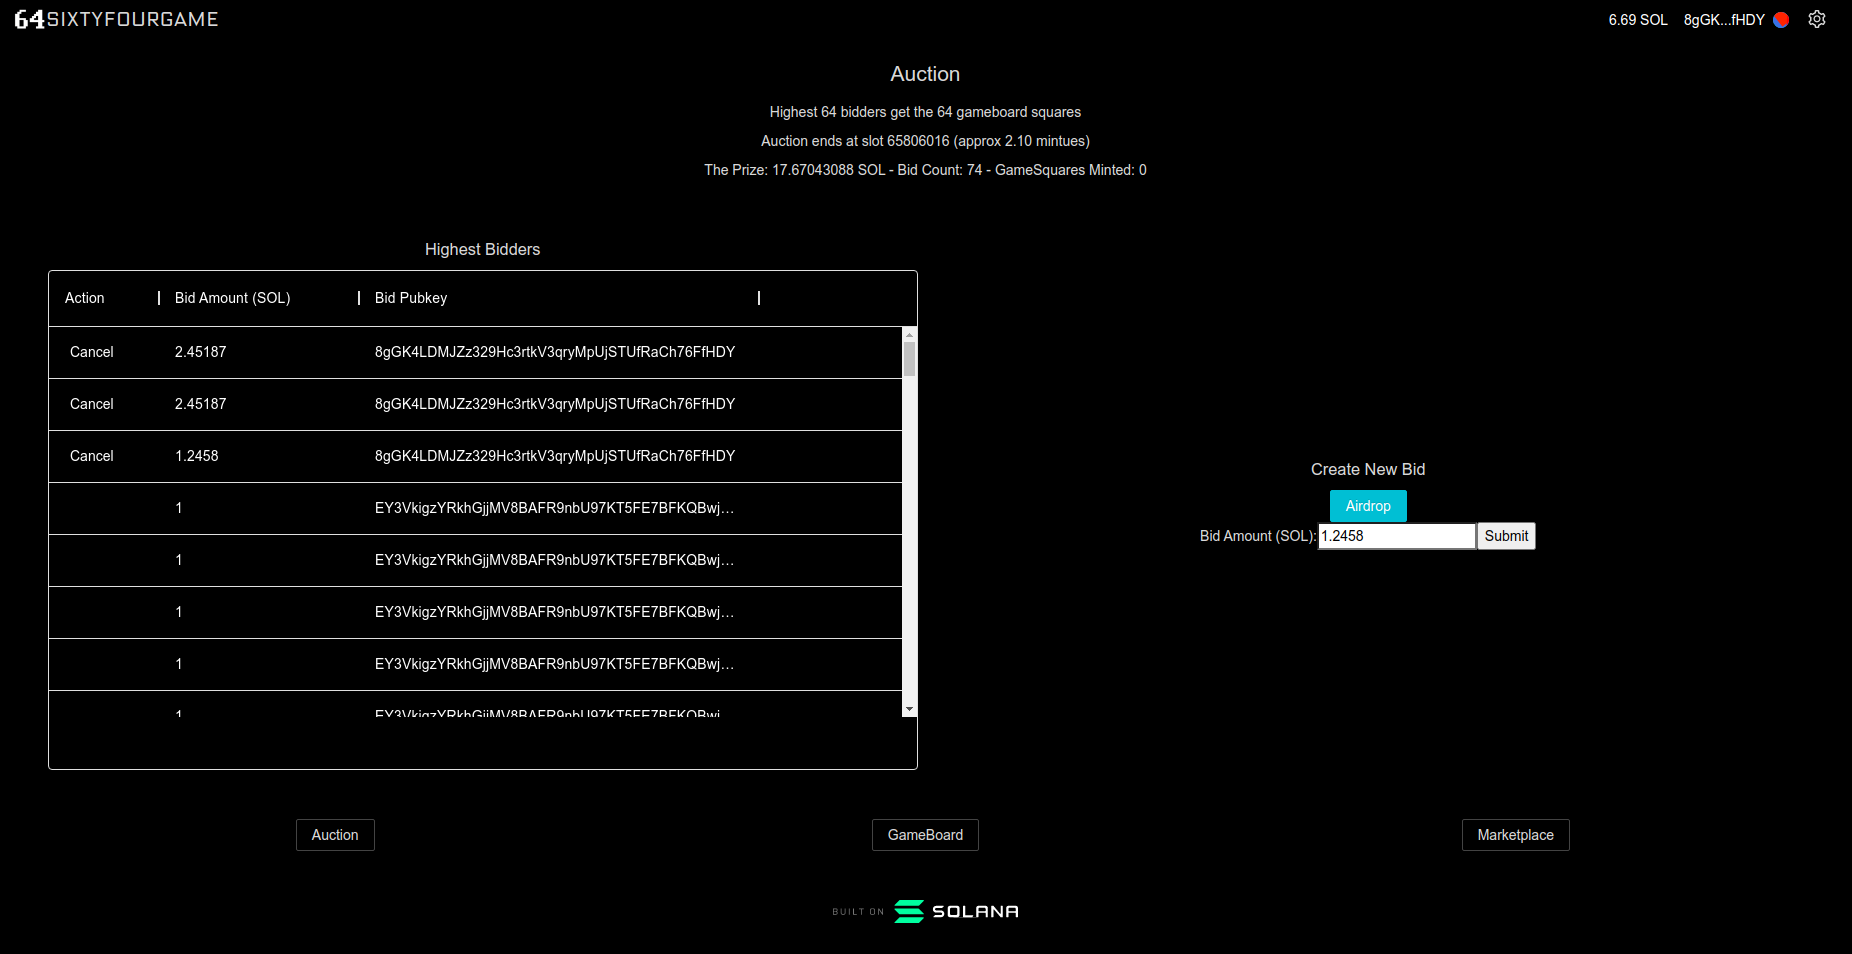 64SIXTYFOURGAME
6.69 SOL 8gGK...fHDY
Auction
Highest 64 bidders get the 64 gameboard squares
Auction ends at slot 65806016 (approx 2.10 mintues)
The Prize: 17.67043088 SOL - Bid Count: 74 - GameSquares Minted: 0
Highest Bidders
Action Bid Amount (SOL) Bid Pubkey
Cancel 2.45187 8gGK4LDMJZz329Hc3rtkV3qryMpUjSTUfRaCh76FfHDY
Cancel 2.45187 8gGK4LDMJZz329Hc3rtkV3qryMpUjSTUfRaCh76FfHDY
Cancel 1.2458 8gGK4LDMJZz329Hc3rtkV3qryMpUjSTUfRaCh76FfHDY
1 EY3VkigzYRkhGjjMV8BAFR9nbU97KT5FE7BFKQBwj...
1 EY3VkigzYRkhGjjMV8BAFR9nbU97KT5FE7BFKQBwj...
1 EY3VkigzYRkhGjjMV8BAFR9nbU97KT5FE7BFKQBwj...
1 EY3VkigzYRkhGjjMV8BAFR9nbU97KT5FE7BFKQBwj...
1 EY3VkigzYRkhGjjMV8BAFR9nbU97KT5FE7BFKQBwj...
Create New Bid
Airdrop
Bid Amount (SOL): 1.2458 Submit
Auction
GameBoard
Marketplace
BUILT ON SOLANA